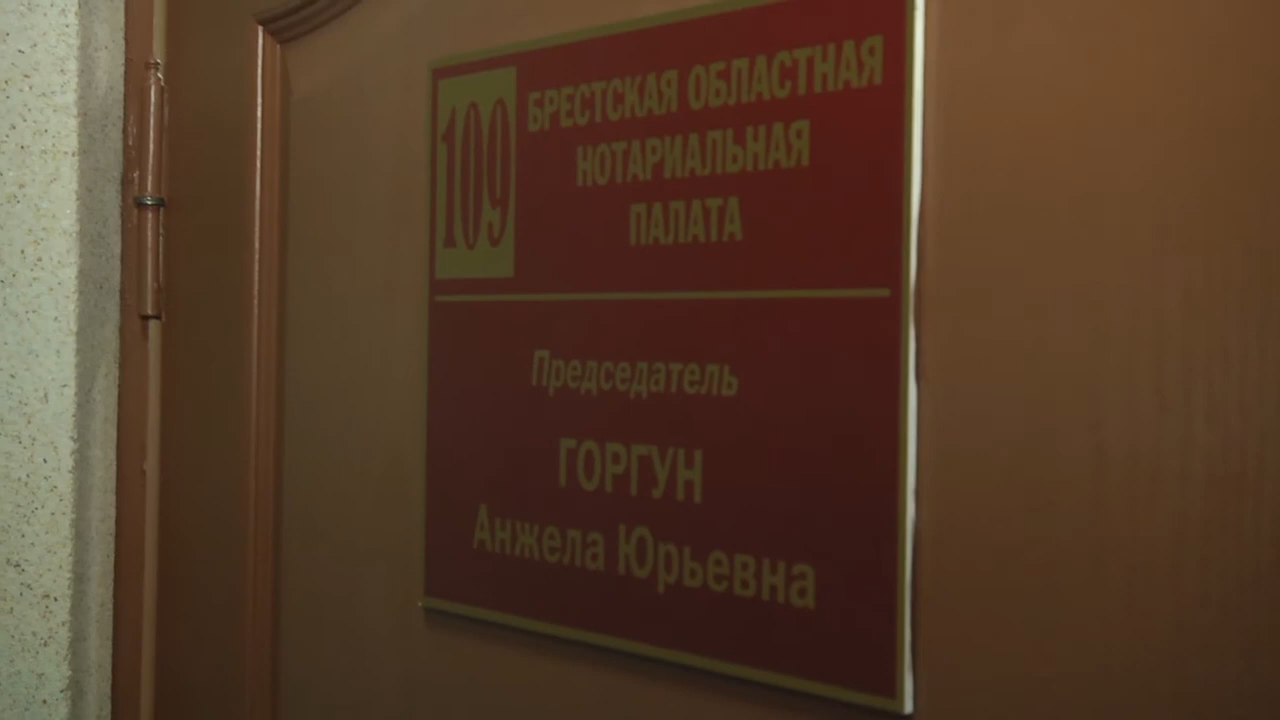 109
БРЕСТСКАЯ ОБЛАСТНАЯ
НОТАРИАЛЬНАЯ
ПАЛАТА
Председатель
ГОРГУН
Анжела Юрьевна